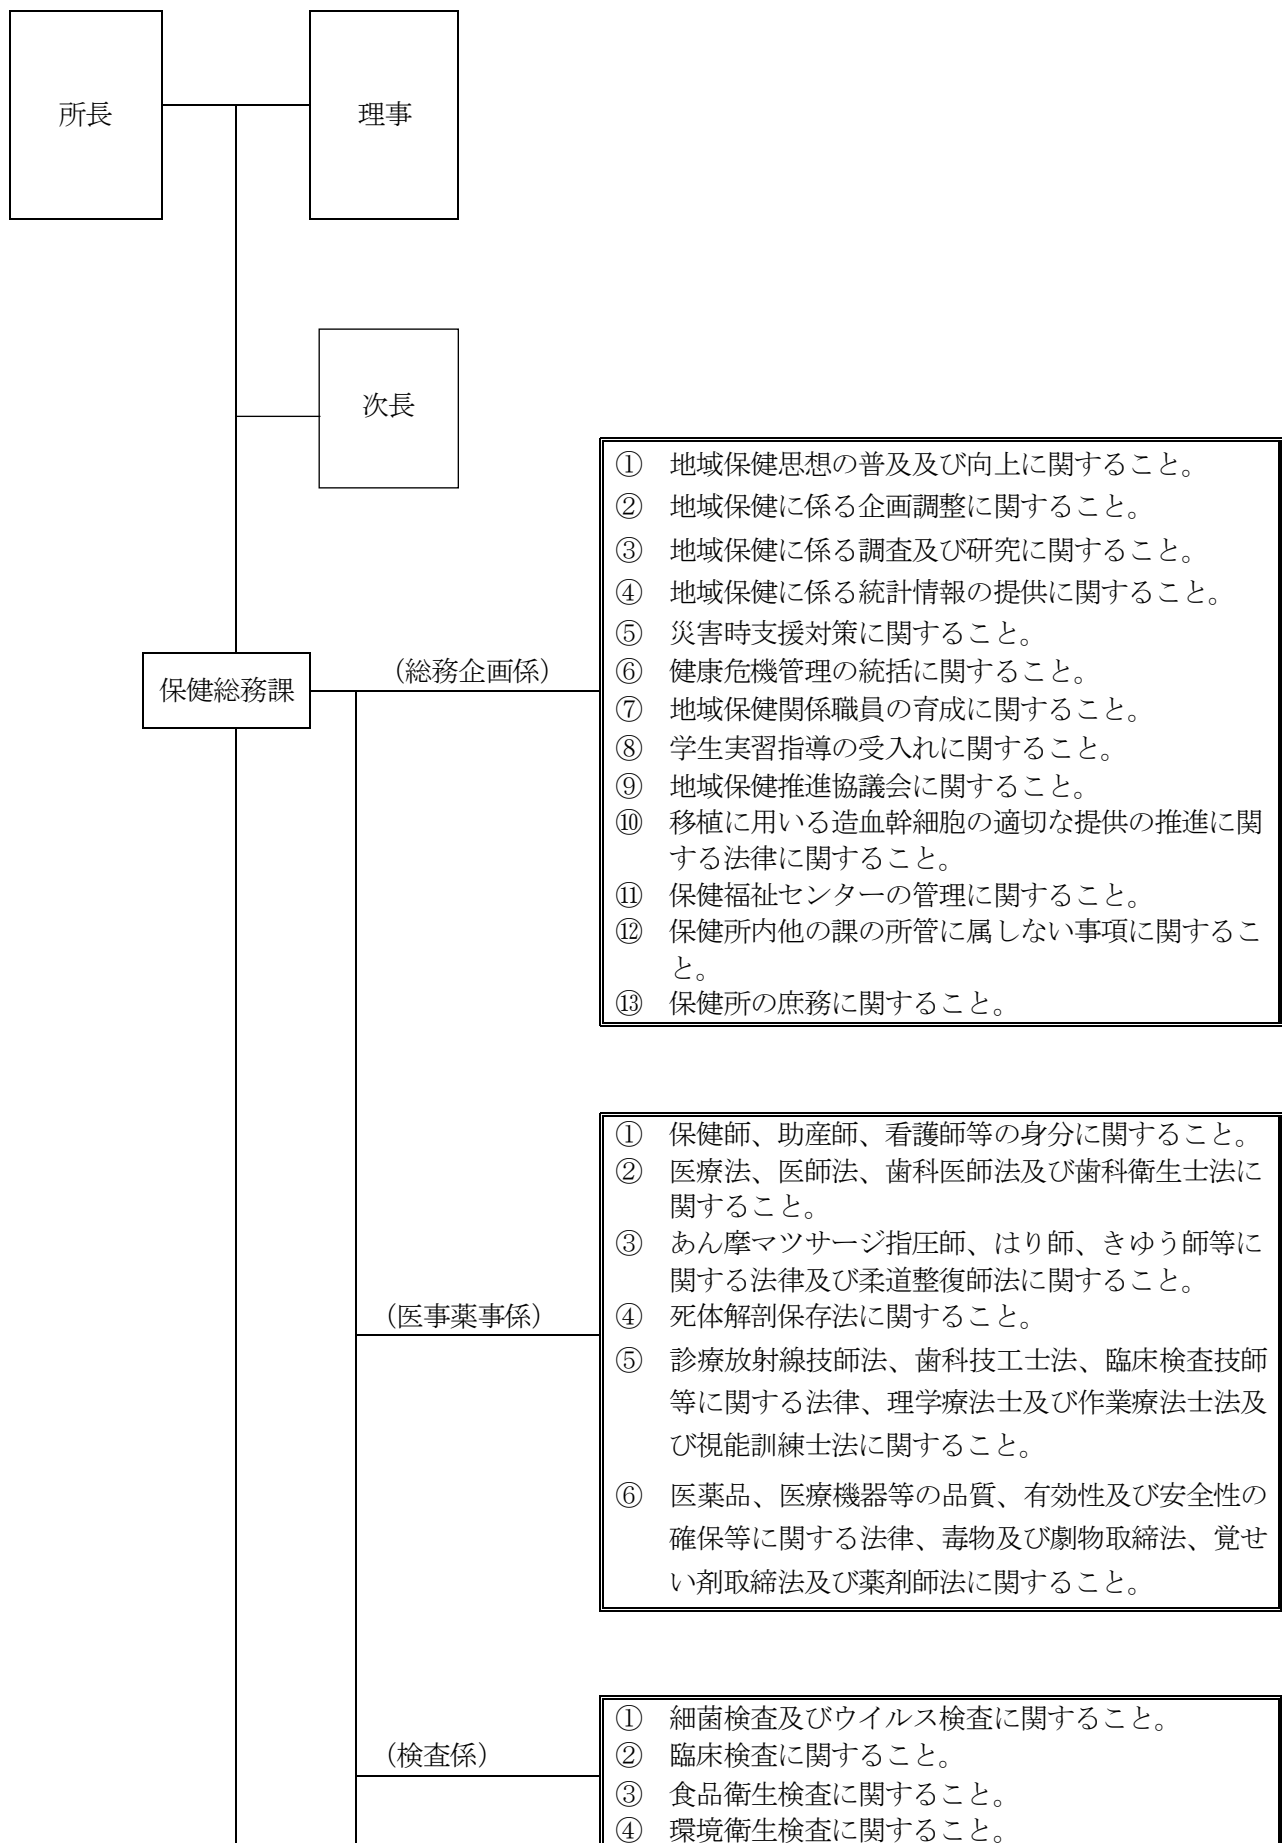 所長
理事
次長
保健総務課
（総務企画係）
① 地域保健思想の普及及び向上に関すること。
② 地域保健に係る企画調整に関すること。
③ 地域保健に係る調査及び研究に関すること。
④ 地域保健に係る統計情報の提供に関すること。
⑤ 災害時支援対策に関すること。
⑥ 健康危機管理の統括に関すること。
⑦ 地域保健関係職員の育成に関すること。
⑧ 学生実習指導の受入れに関すること。
⑨ 地域保健推進協議会に関すること。
⑩ 移植に用いる造血幹細胞の適切な提供の推進に関
する法律に関すること。
⑪ 保健福祉センターの管理に関すること。
⑫ 保健所内他の課の所管に属しない事項に関するこ
と。
⑬ 保健所の庶務に関すること。
（医事薬事係）
① 保健師、助産師、看護師等の身分に関すること。
② 医療法、医師法、歯科医師法及び歯科衛生士法に
関すること。
③ あん摩マツサージ指圧師、はり師、きゆう師等に
関する法律及び柔道整復師法に関すること。
④ 死体解剖保存法に関すること。
⑤ 診療放射線技師法、歯科技工士法、臨床検査技師
等に関する法律、理学療法士及び作業療法士法及
び視能訓練士法に関すること。
⑥ 医薬品、医療機器等の品質、有効性及び安全性の
確保等に関する法律、毒物及び劇物取締法、覚せ
い剤取締法及び薬剤師法に関すること。
（検査係）
① 細菌検査及びウイルス検査に関すること。
② 臨床検査に関すること。
③ 食品衛生検査に関すること。
④ 環境衛生検査に関すること。